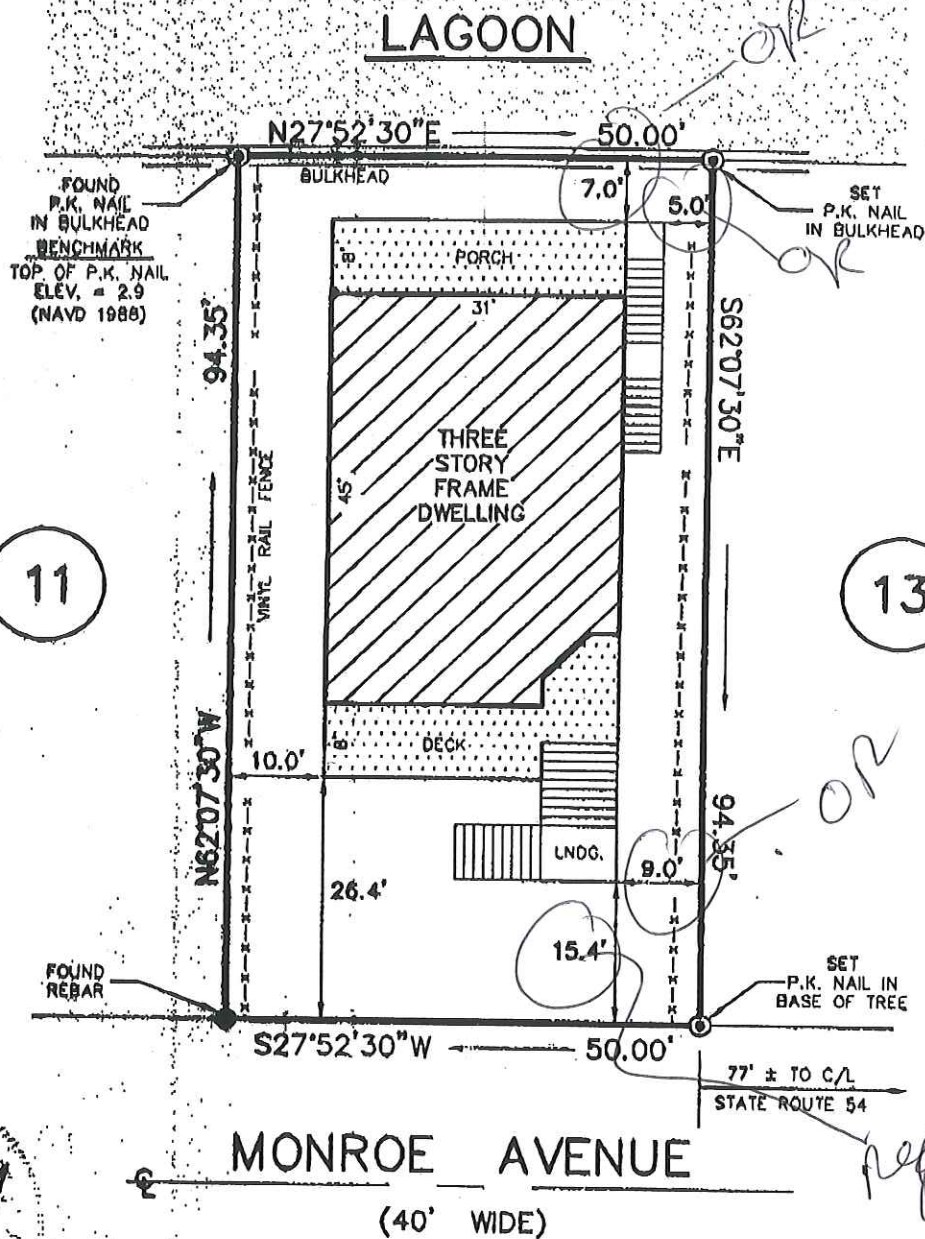 LAGOON
N27°52'30"E 50.00'
BULKHEAD
FOUND
P.K. NAIL
IN BULKHEAD
BENCHMARK
TOP OF P.K. NAIL
ELEV. = 2.9
(NAVD 1988)
7.0'
5.0'
SET
P.K. NAIL
IN BULKHEAD
8'
PORCH
31'
94.35'
S62°07'30"E
THREE
STORY
FRAME
DWELLING
45'
VINYL RAIL FENCE
11
13
N62°07'30"W
10.0'
8'
DECK
LNDG.
9.0'
94.35'
26.4'
15.4'
FOUND
REBAR
SET
P.K. NAIL IN
BASE OF TREE
S27°52'30"W 50.00'
77' ± TO C/L
STATE ROUTE 54
MONROE AVENUE
(40' WIDE)